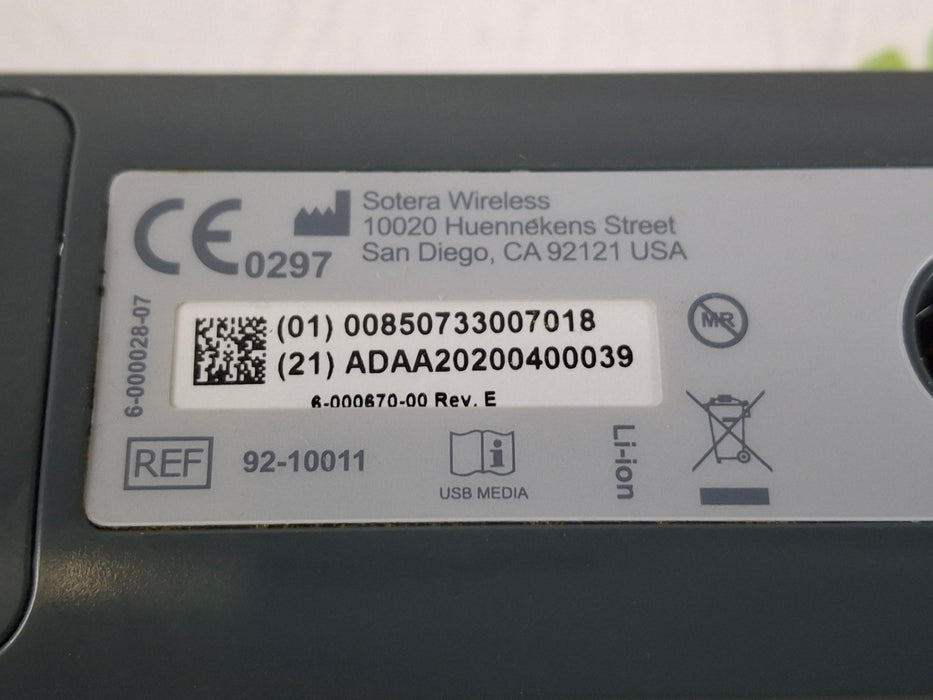 CE 0297
Sotera Wireless
10020 Huennekens Street
San Diego, CA 92121 USA
6-000028-07
(01) 00850733007018
(21) ADAA20200400039
6-000670-00 Rev. E
MR
REF 92-10011
i
USB MEDIA
Li-ion